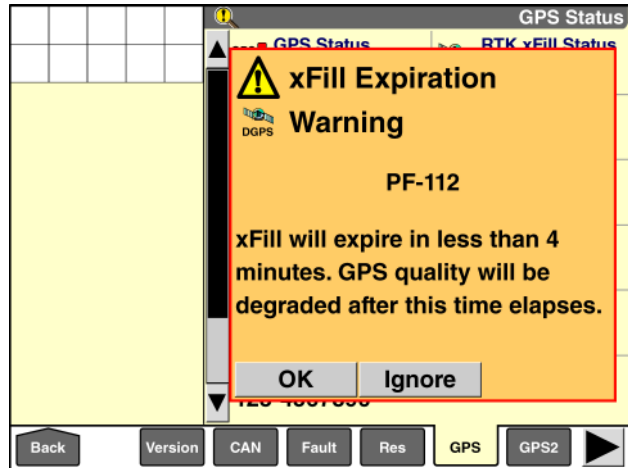 GPS Status
GPS Status
RTK xFill Status
xFill Expiration
DGPS
Warning
PF-112
xFill will expire in less than 4
minutes. GPS quality will be
degraded after this time elapses.
OK
Ignore
Back
Version
CAN
Fault
Res
GPS
GPS2